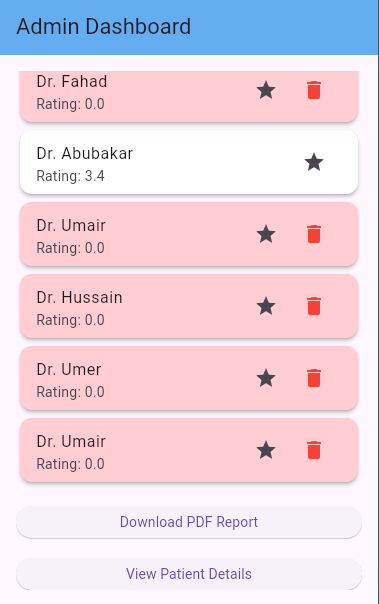 Admin Dashboard
Dr. Fahad
Rating: 0.0
Dr. Abubakar
Rating: 3.4
Dr. Umair
Rating: 0.0
Dr. Hussain
Rating: 0.0
Dr. Umer
Rating: 0.0
Dr. Umair
Rating: 0.0
Download PDF Report
View Patient Details